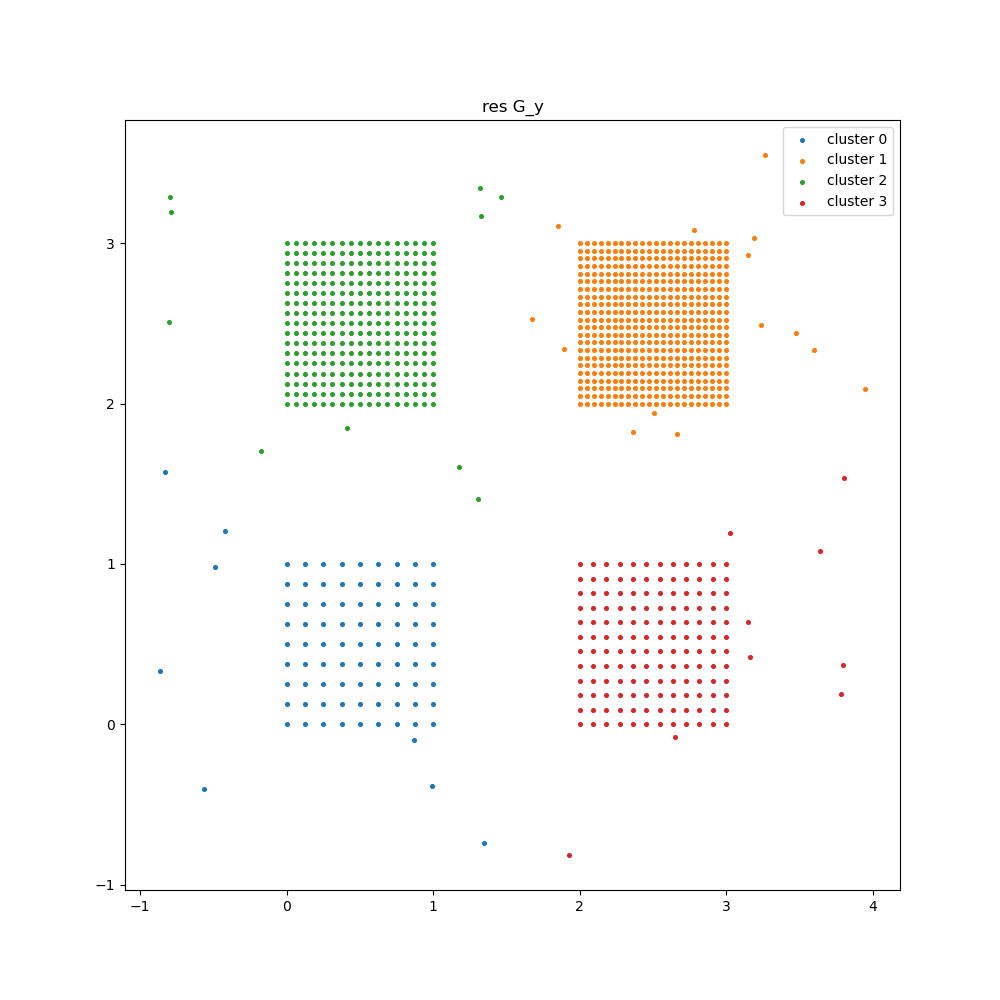 res G_y
cluster 0
cluster 1
cluster 2
cluster 3
3
2
1
0
−1
−1 0 1 2 3 4